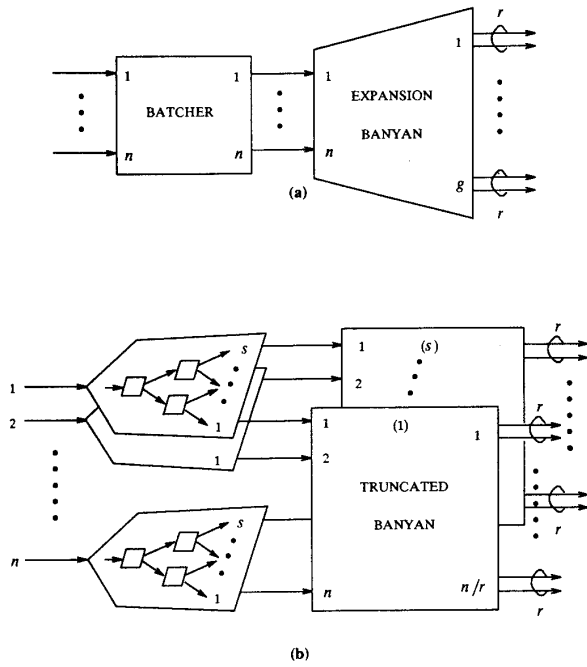 r
1 1 1 1
BATCHER EXPANSION
BANYAN
n n n g
(a) r
s 1 (s) r
1 2
2 1 1 (1) 1 r
1 2
TRUNCATED
s BANYAN r
n
1 n n/r
r
(b)